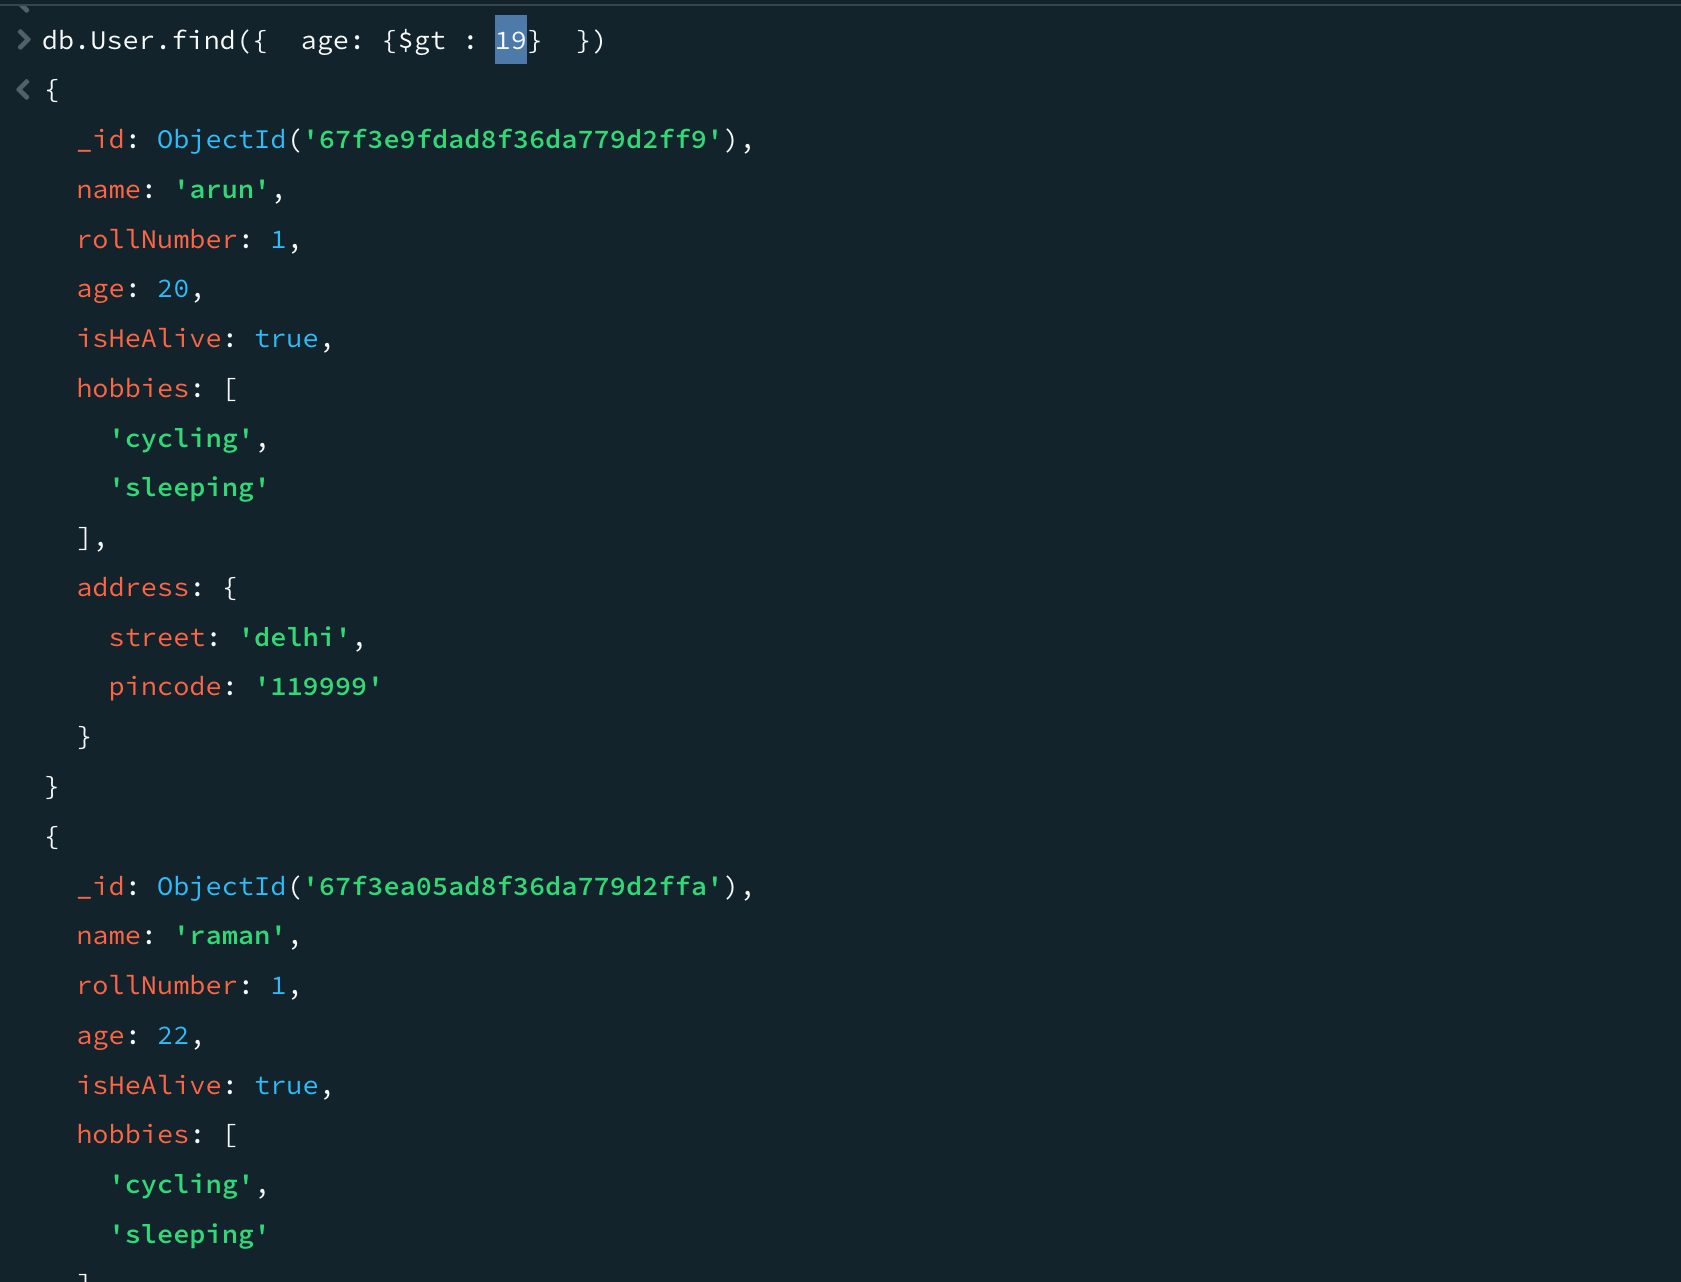 db.User.find({  age: {$gt : 19}  })
{
  _id: ObjectId('67f3e9fdad8f36da779d2ff9'),
  name: 'arun',
  rollNumber: 1,
  age: 20,
  isHeAlive: true,
  hobbies: [
    'cycling',
    'sleeping'
  ],
  address: {
    street: 'delhi',
    pincode: '119999'
  }
}
{
  _id: ObjectId('67f3ea05ad8f36da779d2ffa'),
  name: 'raman',
  rollNumber: 1,
  age: 22,
  isHeAlive: true,
  hobbies: [
    'cycling',
    'sleeping'
  ]